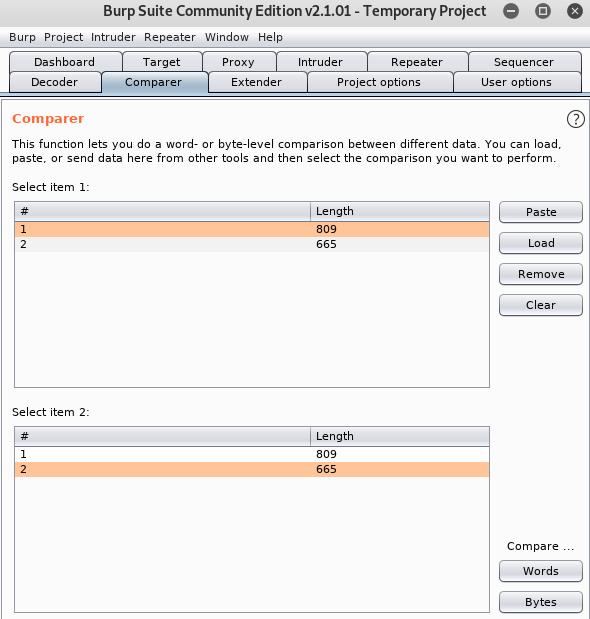 Burp Suite Community Edition v2.1.01 - Temporary Project
Burp Project Intruder Repeater Window Help
Dashboard Target Proxy Intruder Repeater Sequencer
Decoder Comparer Extender Project options User options
Comparer
?
This function lets you do a word- or byte-level comparison between different data. You can load,
paste, or send data here from other tools and then select the comparison you want to perform.
Select item 1:
# Length
1 809
2 665
Paste
Load
Remove
Clear
Select item 2:
# Length
1 809
2 665
Compare ...
Words
Bytes